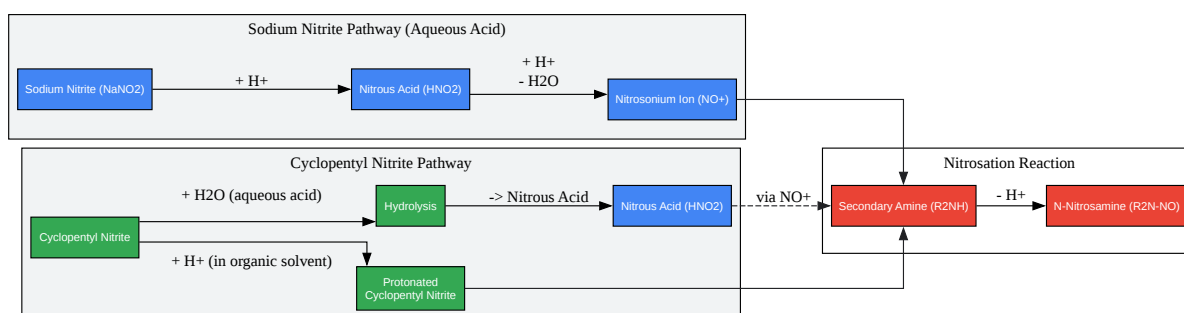 Sodium Nitrite Pathway (Aqueous Acid)
Sodium Nitrite (NaNO2)
+ H+
Nitrous Acid (HNO2)
+ H+
- H2O
Nitrosonium Ion (NO+)
Cyclopentyl Nitrite Pathway
Cyclopentyl Nitrite
+ H2O (aqueous acid)
Hydrolysis
-> Nitrous Acid
Nitrous Acid (HNO2)
via NO+
+ H+ (in organic solvent)
Protonated
Cyclopentyl Nitrite
Nitrosation Reaction
Secondary Amine (R2NH)
- H+
N-Nitrosamine (R2N-NO)